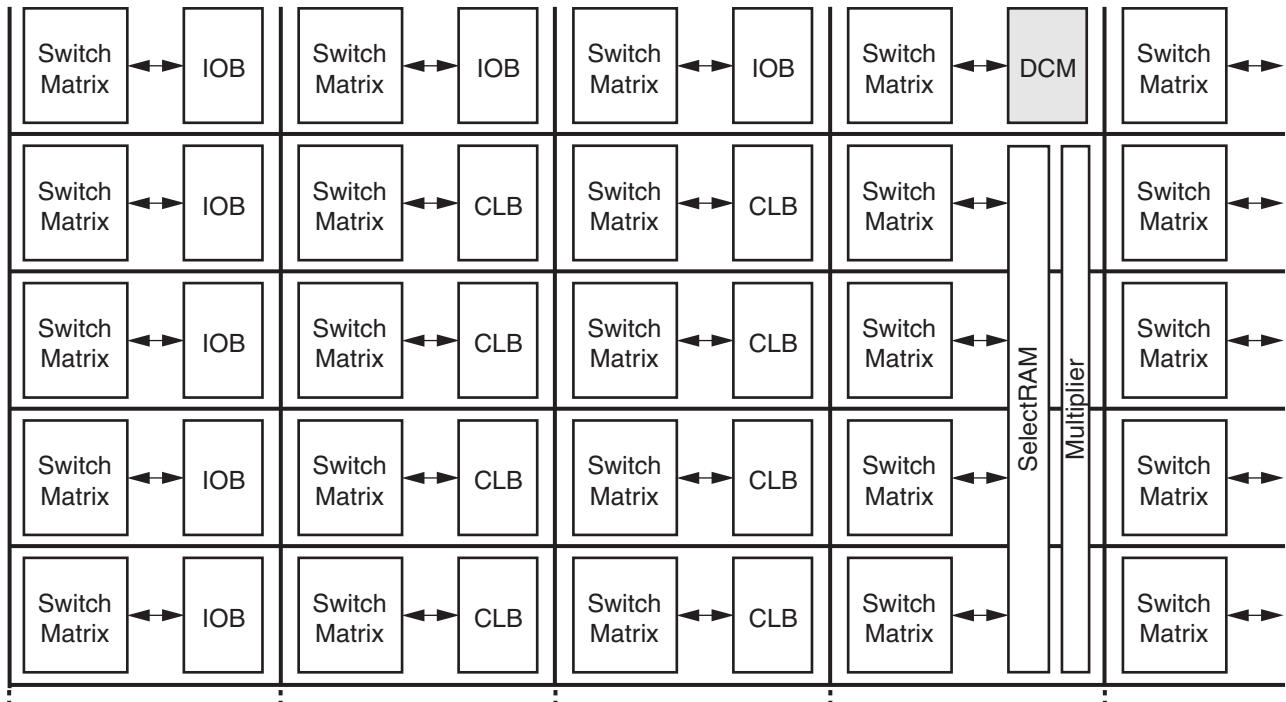 Switch
Matrix
IOB
Switch
Matrix
IOB
Switch
Matrix
IOB
Switch
Matrix
DCM
Switch
Matrix
Switch
Matrix
IOB
Switch
Matrix
CLB
Switch
Matrix
CLB
Switch
Matrix
Switch
Matrix
Switch
Matrix
IOB
Switch
Matrix
CLB
Switch
Matrix
CLB
Switch
Matrix
SelectRAM
Multiplier
Switch
Matrix
Switch
Matrix
IOB
Switch
Matrix
CLB
Switch
Matrix
CLB
Switch
Matrix
Switch
Matrix
Switch
Matrix
IOB
Switch
Matrix
CLB
Switch
Matrix
CLB
Switch
Matrix
Switch
Matrix